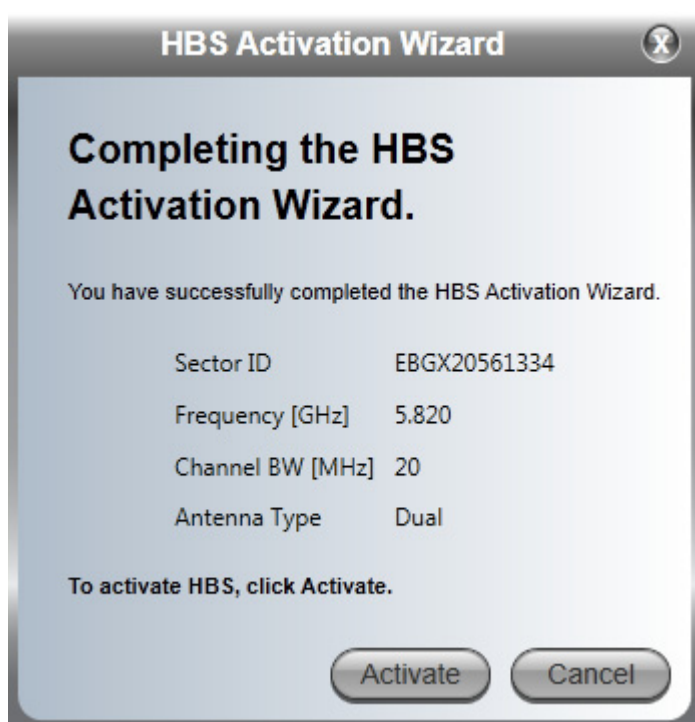 HBS Activation Wizard
X
Completing the HBS
Activation Wizard.
You have successfully completed the HBS Activation Wizard.
Sector ID EBGX20561334
Frequency [GHz] 5.820
Channel BW [MHz] 20
Antenna Type Dual
To activate HBS, click Activate.
Activate Cancel